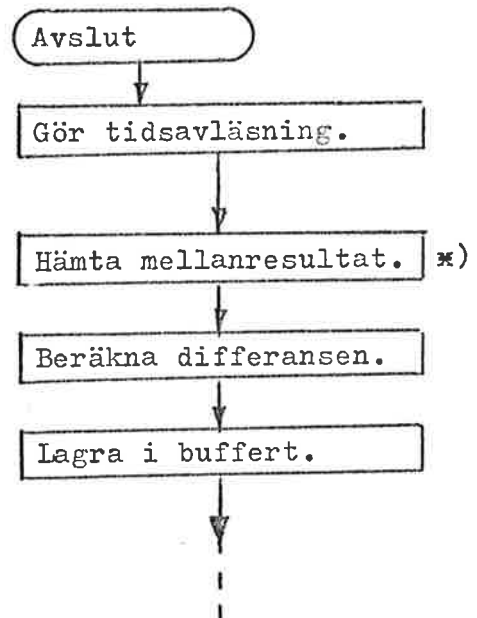 Avslut
Gör tidsavläsning.
Hämta mellanresultat. *)
Beräkna differansen.
Lagra i buffert.